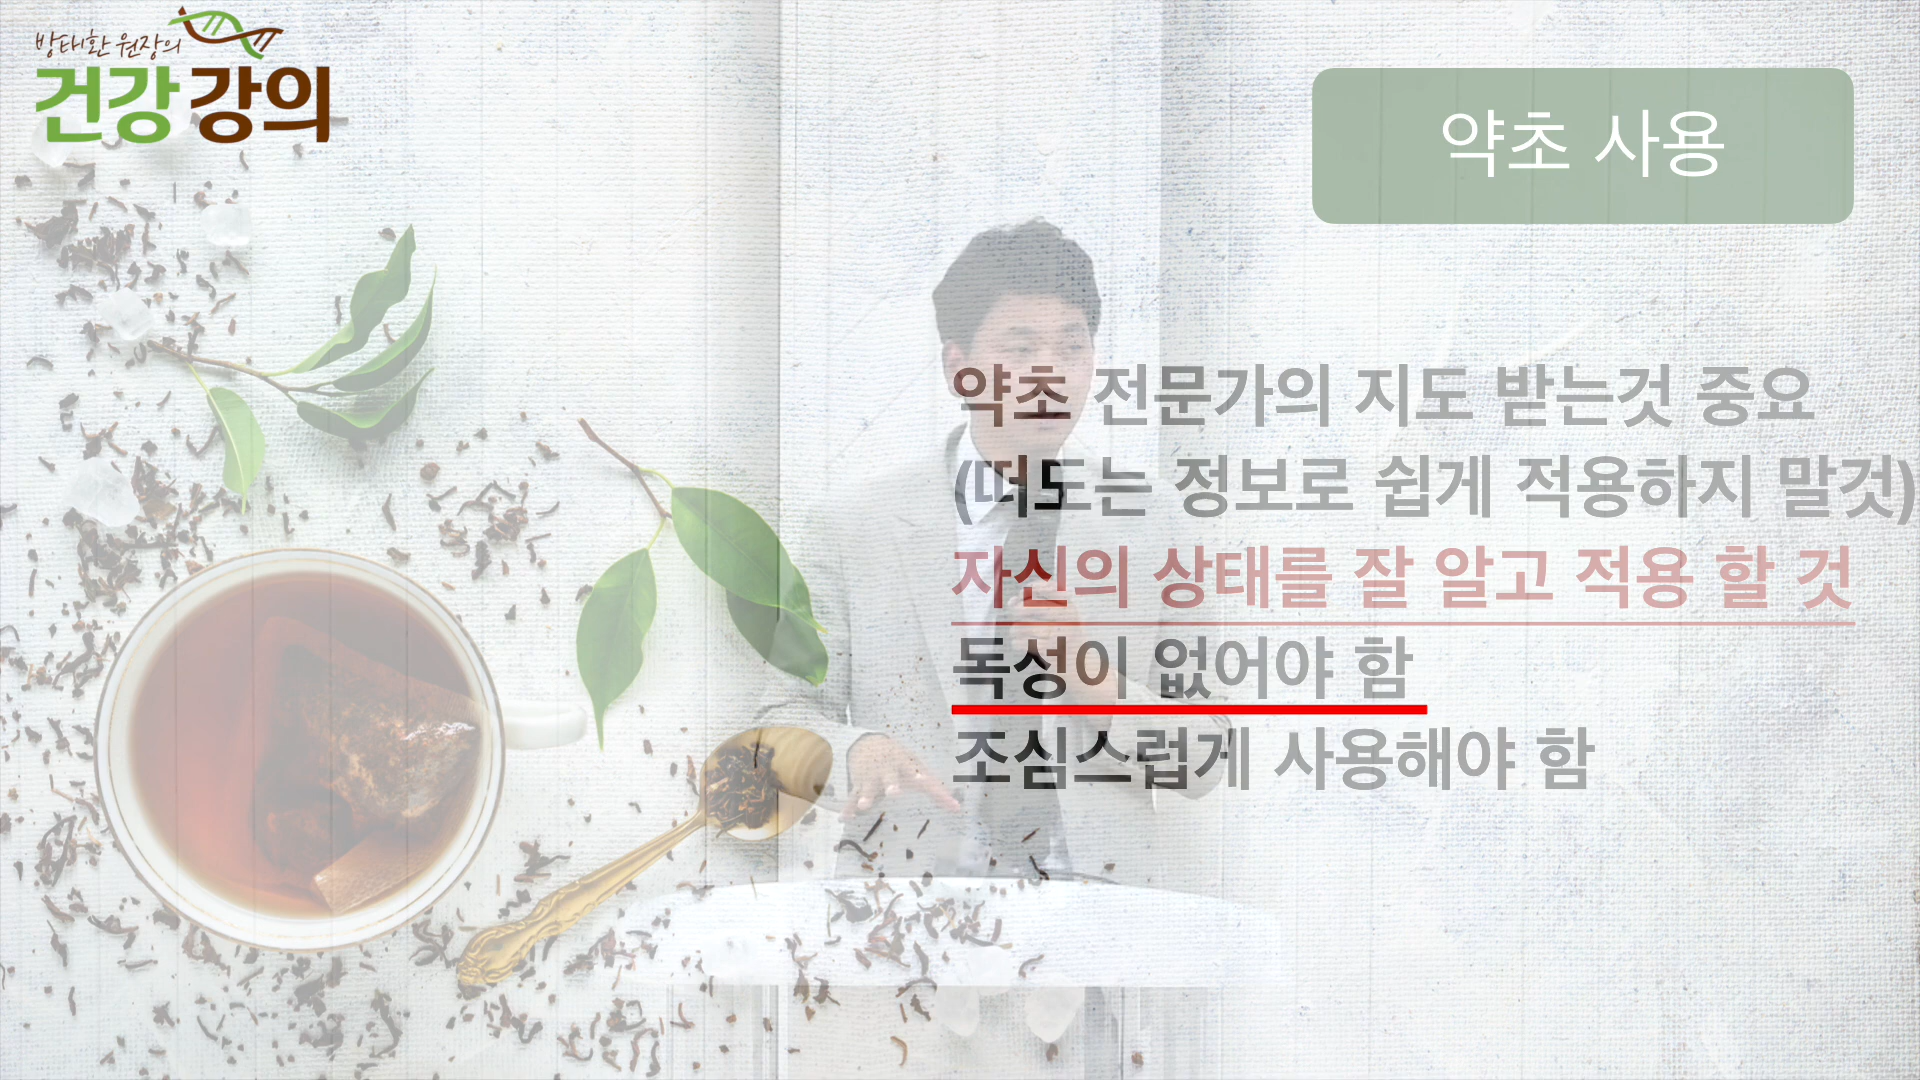 방태환 원장의
건강 강의
약초 사용
약초 전문가의 지도 받는것 중요
(떠도는 정보로 쉽게 적용하지 말것)
자신의 상태를 잘 알고 적용 할 것
독성이 없어야 함
조심스럽게 사용해야 함